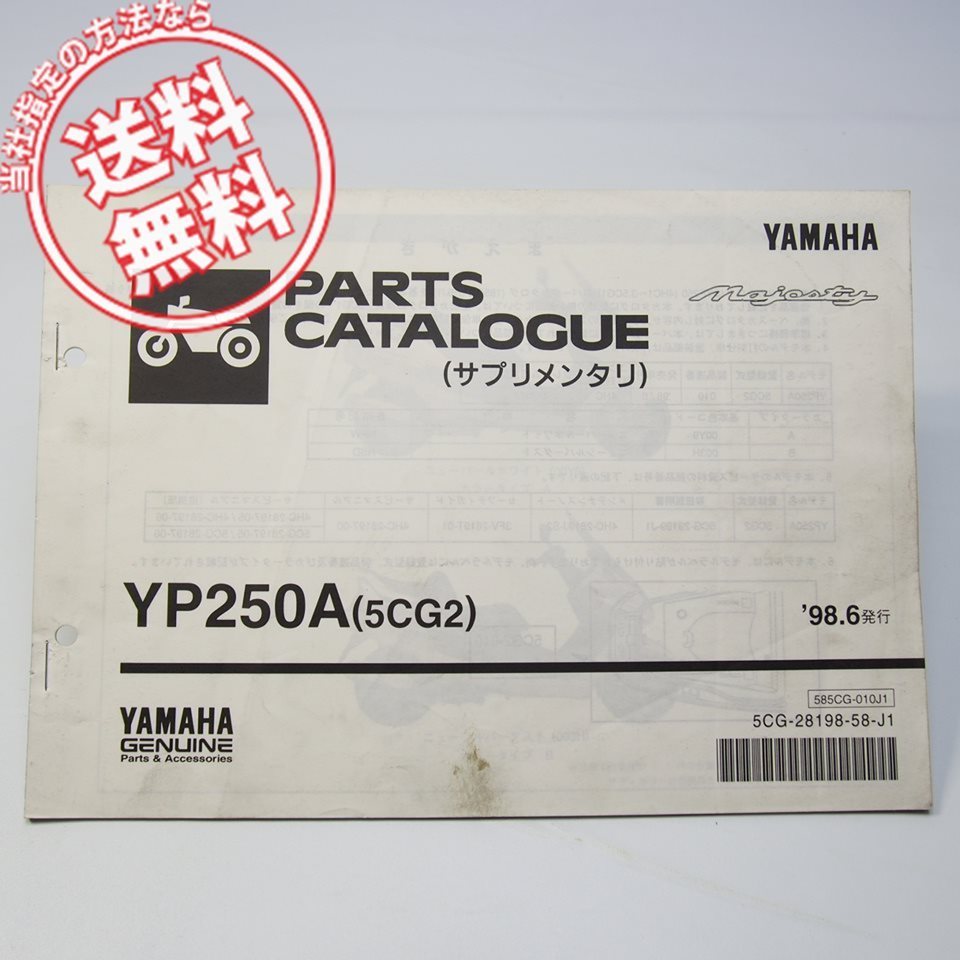 当社指定の方法なら
送料
無料
YAMAHA
Majesty
PARTS
CATALOGUE
(サプリメンタリ)
YP250A(5CG2)
'98.6発行
585CG-010J1
5CG-28198-58-J1
YAMAHA
GENUINE
Parts & Accessories